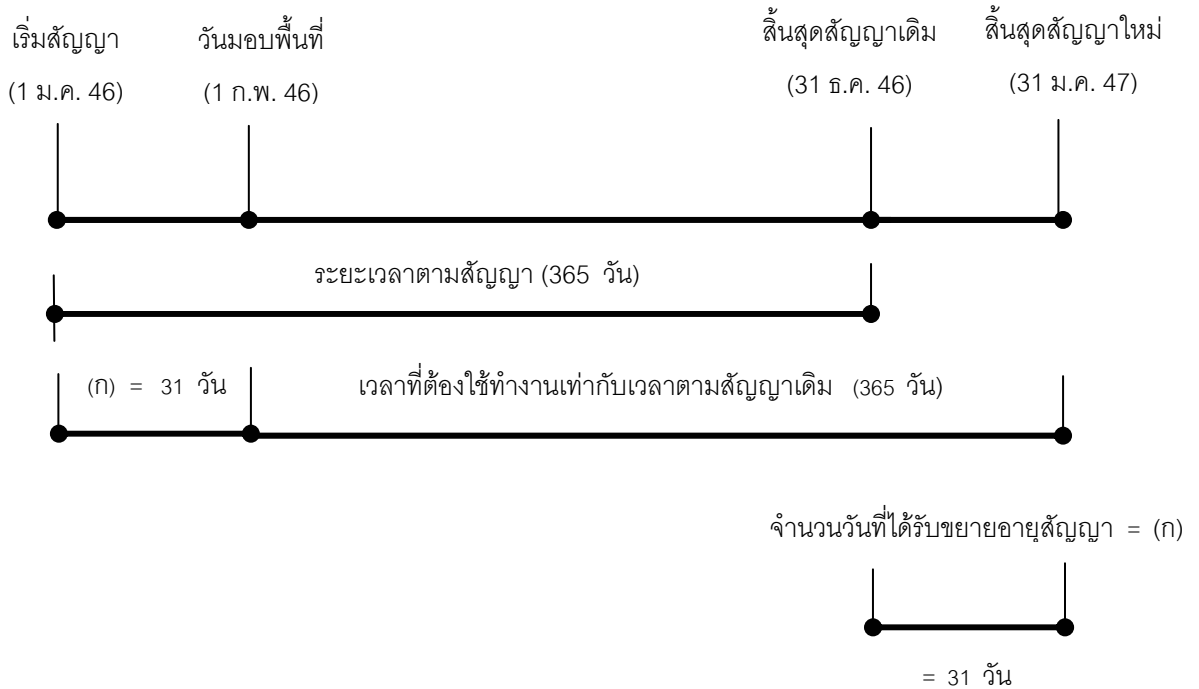 เริ่มสัญญา วันมอบพื้นที่ สิ้นสุดสัญญาเดิม สิ้นสุดสัญญาใหม่
(1 ม.ค. 46) (1 ก.พ. 46) (31 ธ.ค. 46) (31 ม.ค. 47)
ระยะเวลาตามสัญญา (365 วัน)
(ก) = 31 วัน เวลาที่ต้องใช้ทำงานเท่ากับเวลาตามสัญญาเดิม (365 วัน)
จำนวนวันที่ได้รับขยายอายุสัญญา = (ก)
= 31 วัน